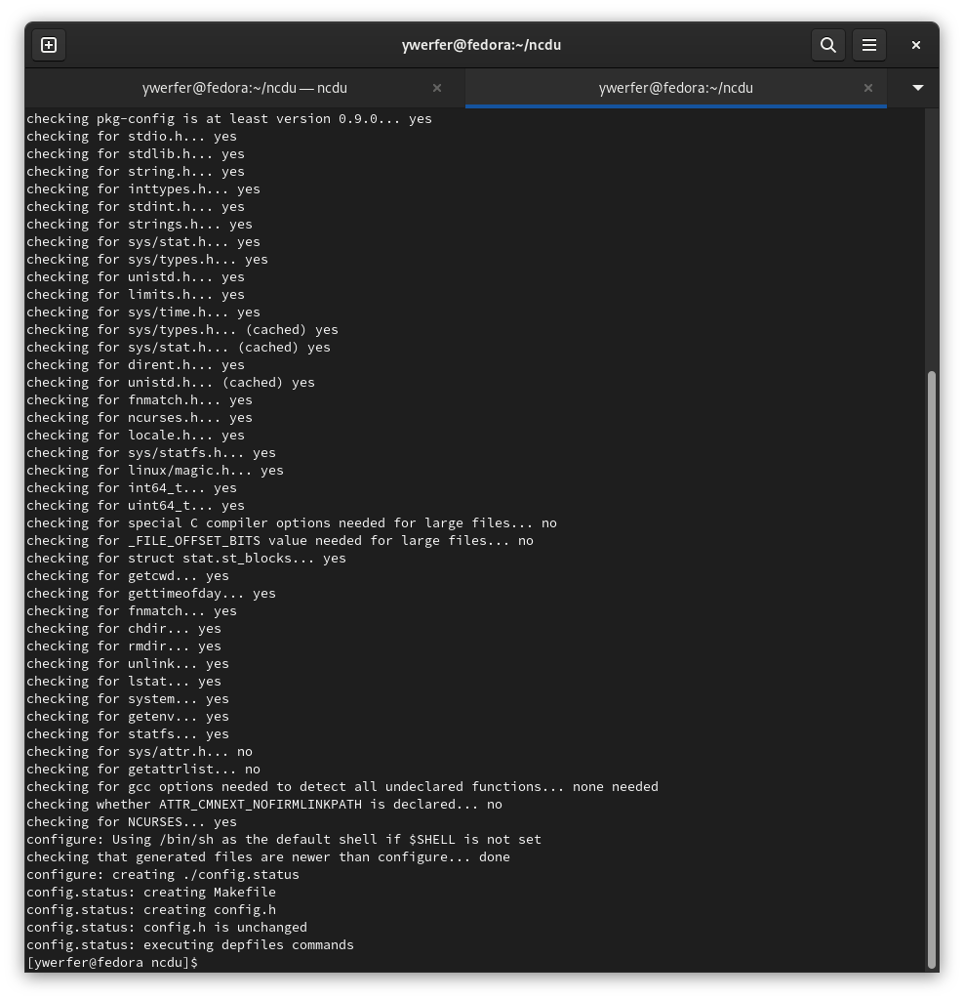 ywerfer@fedora:~/ncdu
ywerfer@fedora:~/ncdu — ncdu
ywerfer@fedora:~/ncdu
checking pkg-config is at least version 0.9.0... yes
checking for stdio.h... yes
checking for stdlib.h... yes
checking for string.h... yes
checking for inttypes.h... yes
checking for stdint.h... yes
checking for strings.h... yes
checking for sys/stat.h... yes
checking for sys/types.h... yes
checking for unistd.h... yes
checking for limits.h... yes
checking for sys/time.h... yes
checking for sys/types.h... (cached) yes
checking for sys/stat.h... (cached) yes
checking for dirent.h... yes
checking for unistd.h... (cached) yes
checking for fnmatch.h... yes
checking for ncurses.h... yes
checking for locale.h... yes
checking for sys/statfs.h... yes
checking for linux/magic.h... yes
checking for int64_t... yes
checking for uint64_t... yes
checking for special C compiler options needed for large files... no
checking for _FILE_OFFSET_BITS value needed for large files... no
checking for struct stat.st_blocks... yes
checking for getcwd... yes
checking for gettimeofday... yes
checking for fnmatch... yes
checking for chdir... yes
checking for rmdir... yes
checking for unlink... yes
checking for lstat... yes
checking for system... yes
checking for getenv... yes
checking for statfs... yes
checking for sys/attr.h... no
checking for getattrlist... no
checking for gcc options needed to detect all undeclared functions... none needed
checking whether ATTR_CMNEXT_NOFIRMLINKPATH is declared... no
checking for NCURSES... yes
configure: Using /bin/sh as the default shell if $SHELL is not set
checking that generated files are newer than configure... done
configure: creating ./config.status
config.status: creating Makefile
config.status: creating config.h
config.status: config.h is unchanged
config.status: executing depfiles commands
[ywerfer@fedora ncdu]$